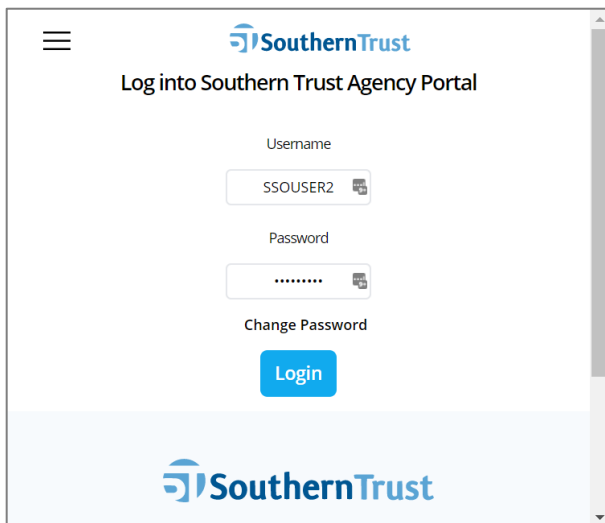 SouthernTrust
Log into Southern Trust Agency Portal
Username
SSOUSER2
Password
•••••••••
Change Password
Login
SouthernTrust